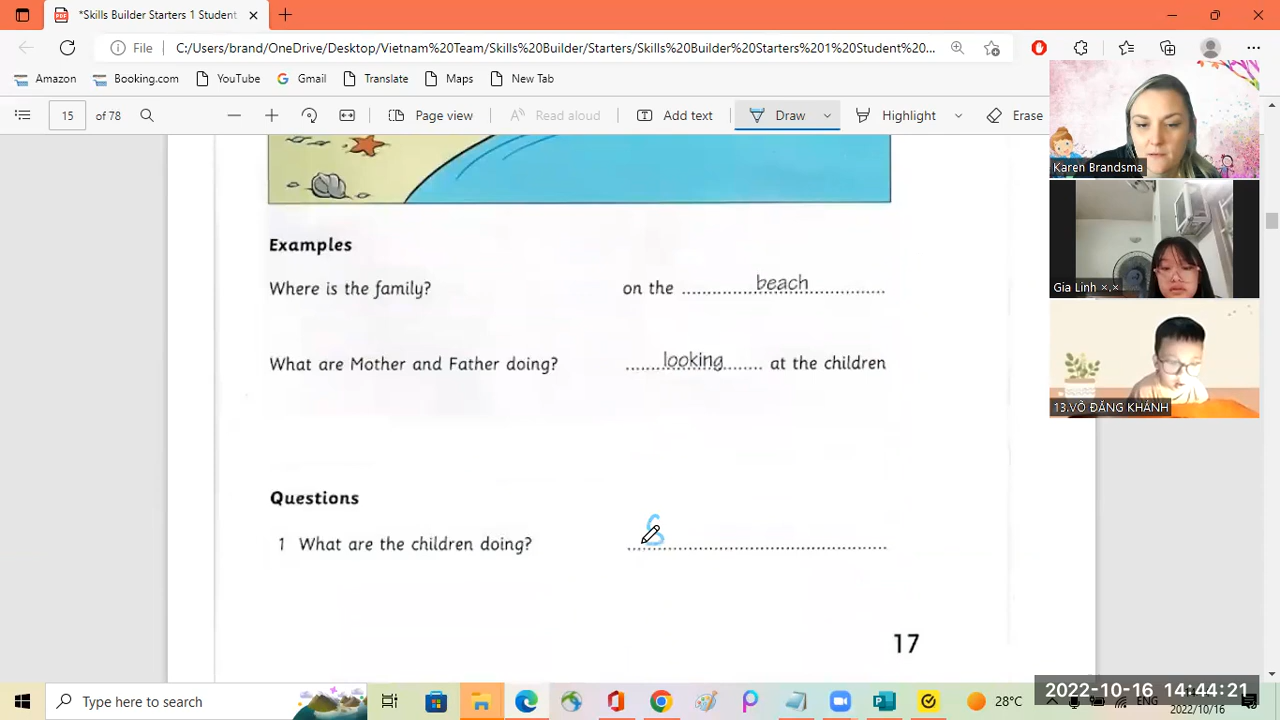 *Skills Builder Starters 1 Student
File
C:/Users/brand/OneDrive/Desktop/Vietnam%20Team/Skills%20Builder/Starters/Skills%20Builder%20Starters%201%20Student%20...
Amazon
Booking.com
YouTube
Gmail
Translate
Maps
New Tab
15 of 78
Page view
Read aloud
Add text
Draw
Highlight
Erase
Karen Brandsma
Gia Linh ×.×
13.VÕ ĐĂNG KHÁNH
Examples
Where is the family? on the beach
What are Mother and Father doing? looking at the children
Questions
1 What are the children doing?
17
Type here to search
28°C
ENG
2022-10-16 14:44:21
2022/10/16